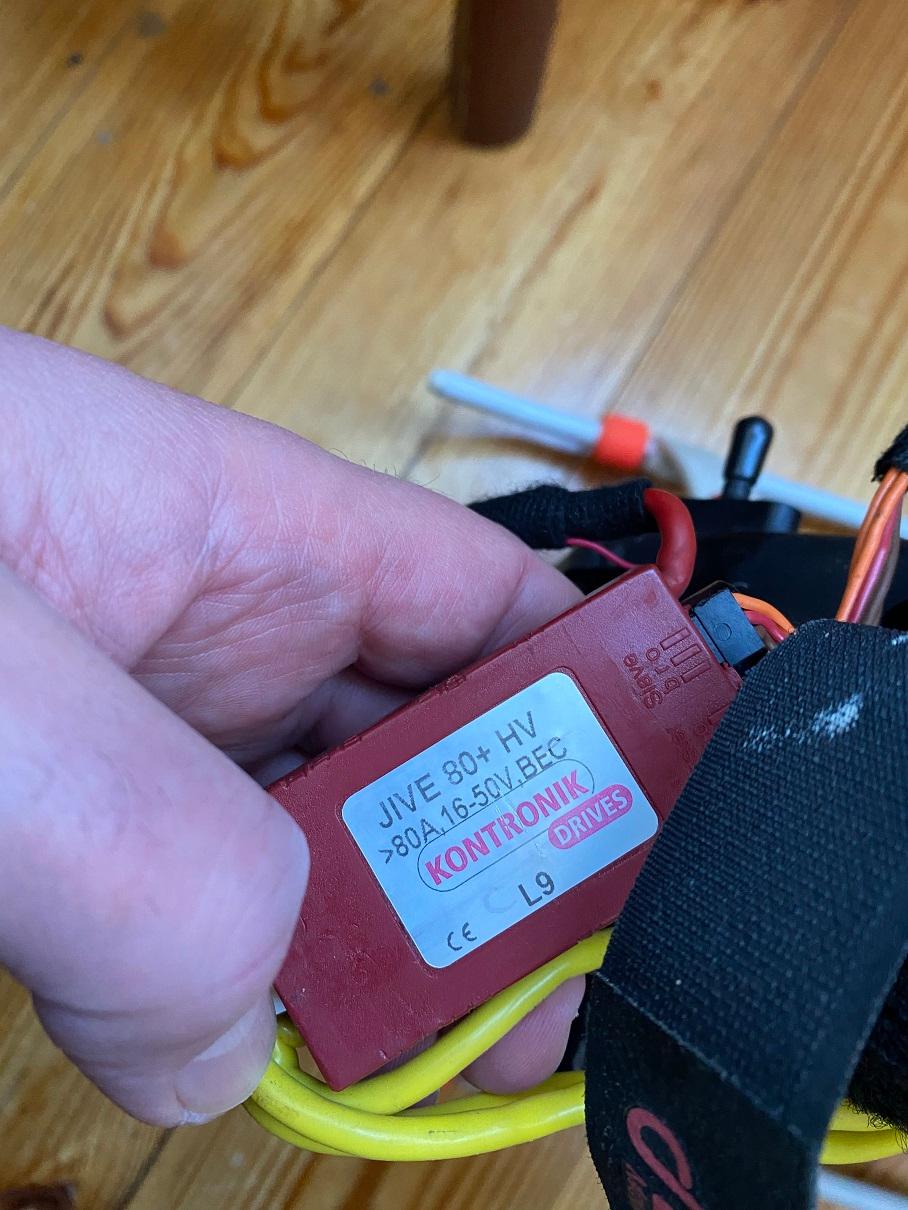 JIVE 80+ HV
>80A,16-50V,BEC
KONTRONIK
DRIVES
CE L9
Slave